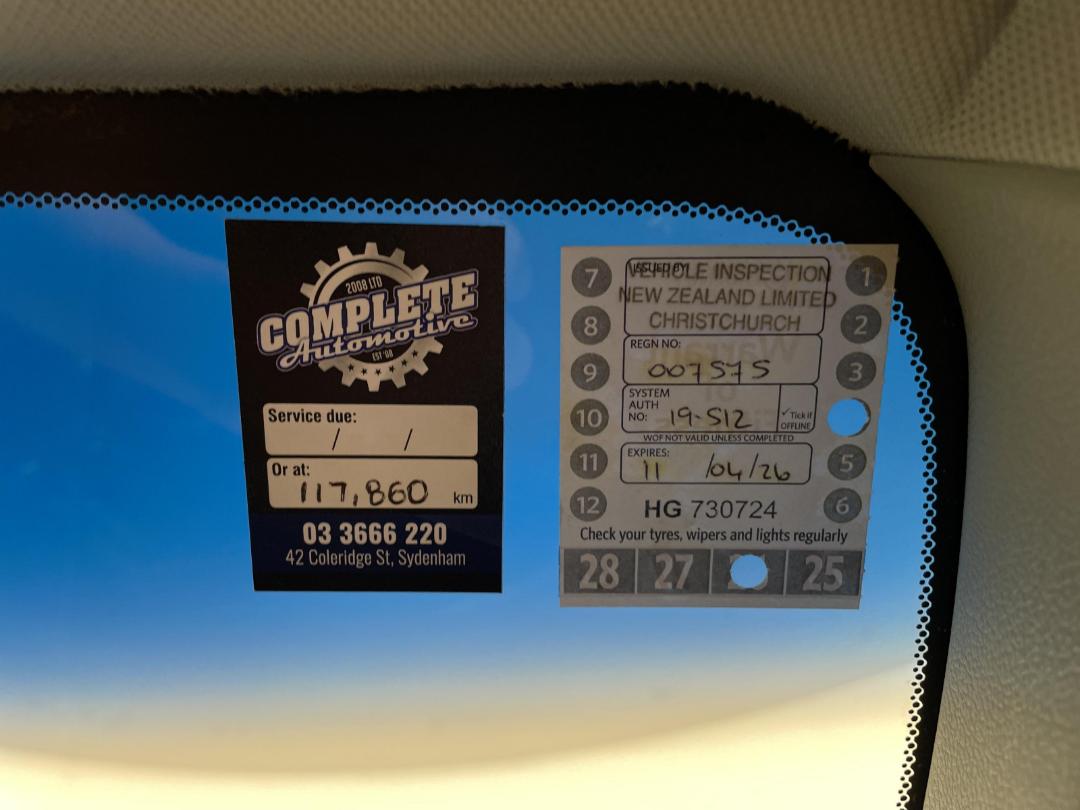 2008 LTD
COMPLETE
Automotive
EST '08
Service due:
/ /
Or at:
117,860 km
03 3666 220
42 Coleridge St, Sydenham
ISSUED BY
VEHICLE INSPECTION
NEW ZEALAND LIMITED
CHRISTCHURCH
REGN NO:
007575
SYSTEM
AUTH
NO: 19-512
✓Tick if
OFFLINE
WOF NOT VALID UNLESS COMPLETED
EXPIRES:
11 /04/26
HG 730724
Check your tyres, wipers and lights regularly
7
8
9
10
11
12
1
2
3
5
6
28 27 25